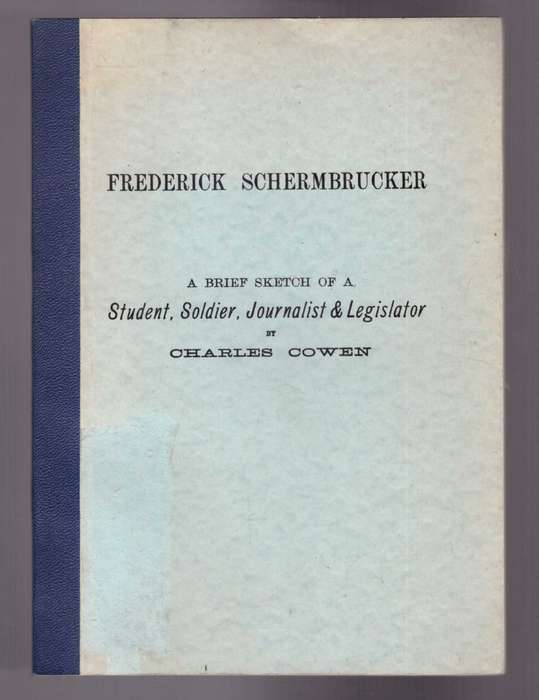 FREDERICK SCHERMBRUCKER
A BRIEF SKETCH OF A
Student, Soldier, Journalist & Legislator
BY
CHARLES COWEN